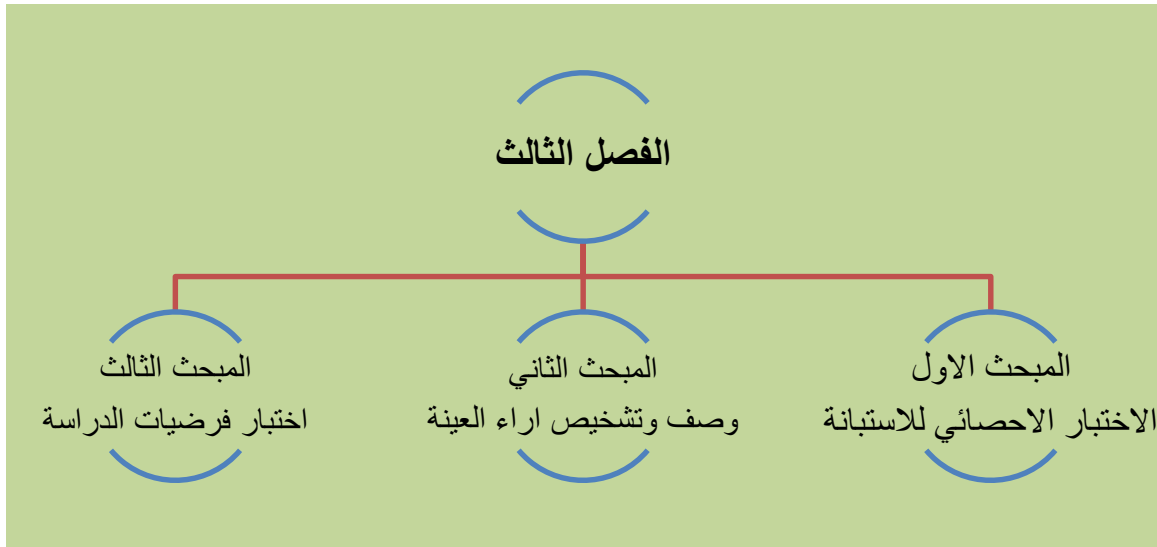 الفصل الثالث
المبحث الاول
الاختبار الاحصائي للاستبانة
المبحث الثاني
وصف وتشخيص اراء العينة
المبحث الثالث
اختبار فرضيات الدراسة